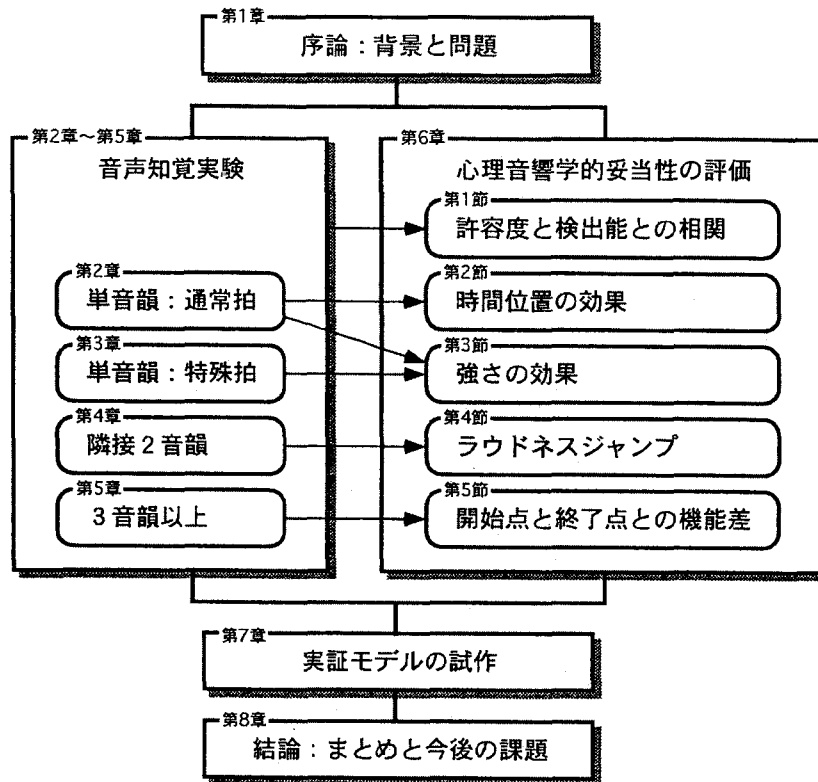 第1章
序論：背景と問題
第2章〜第5章
音声知覚実験
第2章
単音韻：通常拍
第3章
単音韻：特殊拍
第4章
隣接２音韻
第5章
３音韻以上
第6章
心理音響学的妥当性の評価
第1節
許容度と検出能との相関
第2節
時間位置の効果
第3節
強さの効果
第4節
ラウドネスジャンプ
第5節
開始点と終了点との機能差
第7章
実証モデルの試作
第8章
結論：まとめと今後の課題